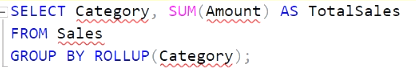 SELECT Category, SUM(Amount) AS TotalSales
FROM Sales
GROUP BY ROLLUP(Category);